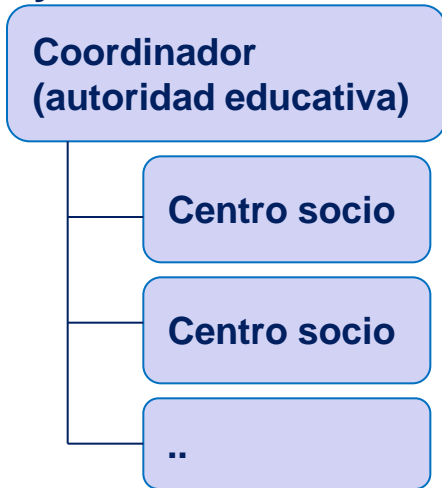 Coordinador
(autoridad educativa)
Centro socio
Centro socio
..